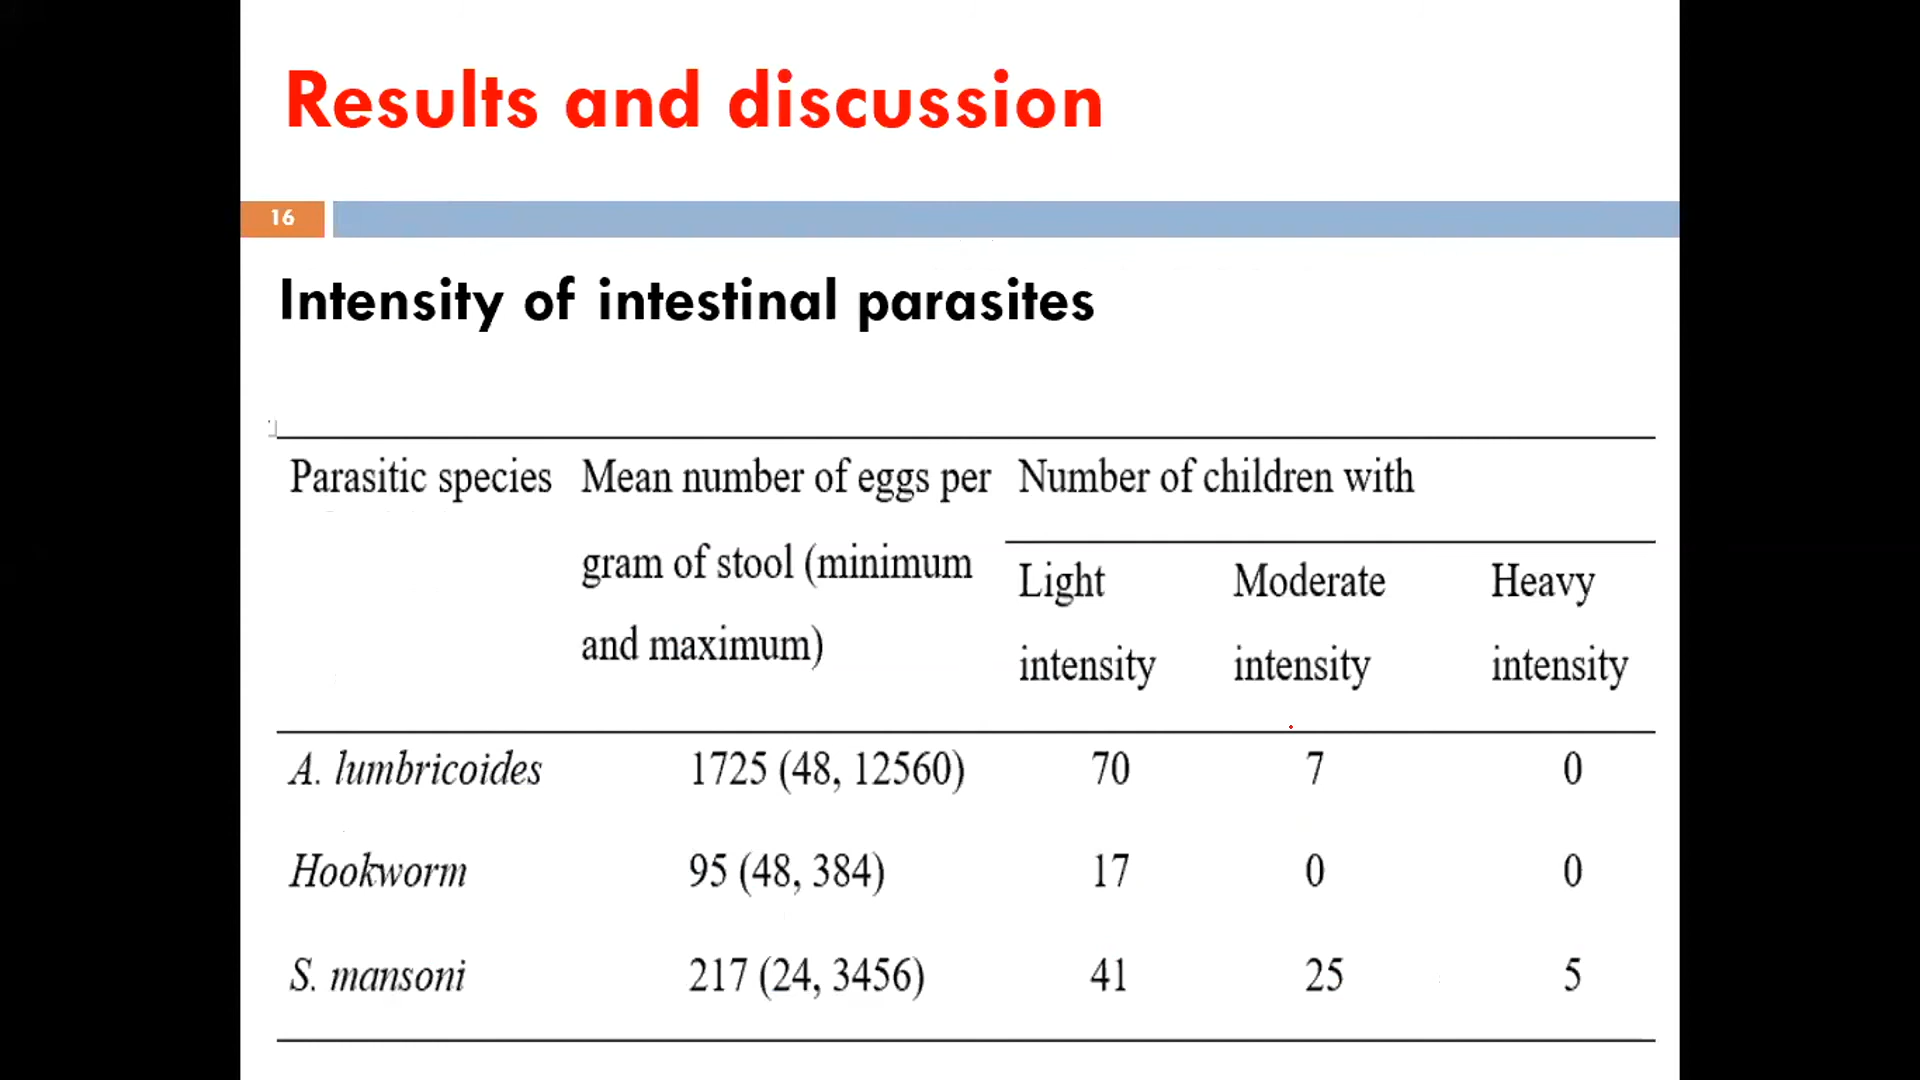 Results and discussion
16
Intensity of intestinal parasites
Parasitic species Mean number of eggs per Number of children with
gram of stool (minimum
Light Moderate Heavy
and maximum)
intensity intensity intensity
A. lumbricoides 1725 (48, 12560) 70 7 0
Hookworm 95 (48, 384) 17 0 0
S. mansoni 217 (24, 3456) 41 25 5